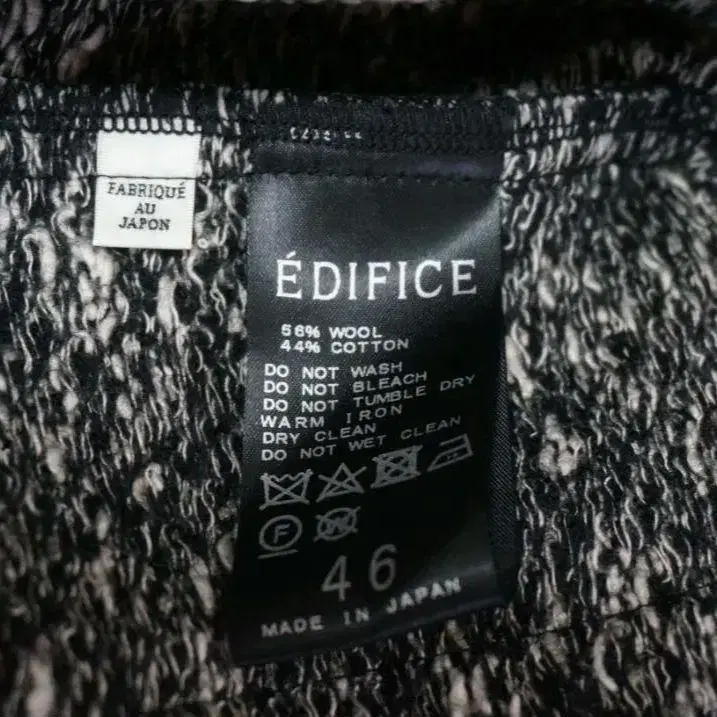 FABRIQUÉ
AU
JAPON
ÉDIFICE
56% WOOL
44% COTTON
DO NOT WASH
DO NOT BLEACH
DO NOT TUMBLE DRY
WARM IRON
DRY CLEAN
DO NOT WET CLEAN
F
W
46
MADE IN JAPAN